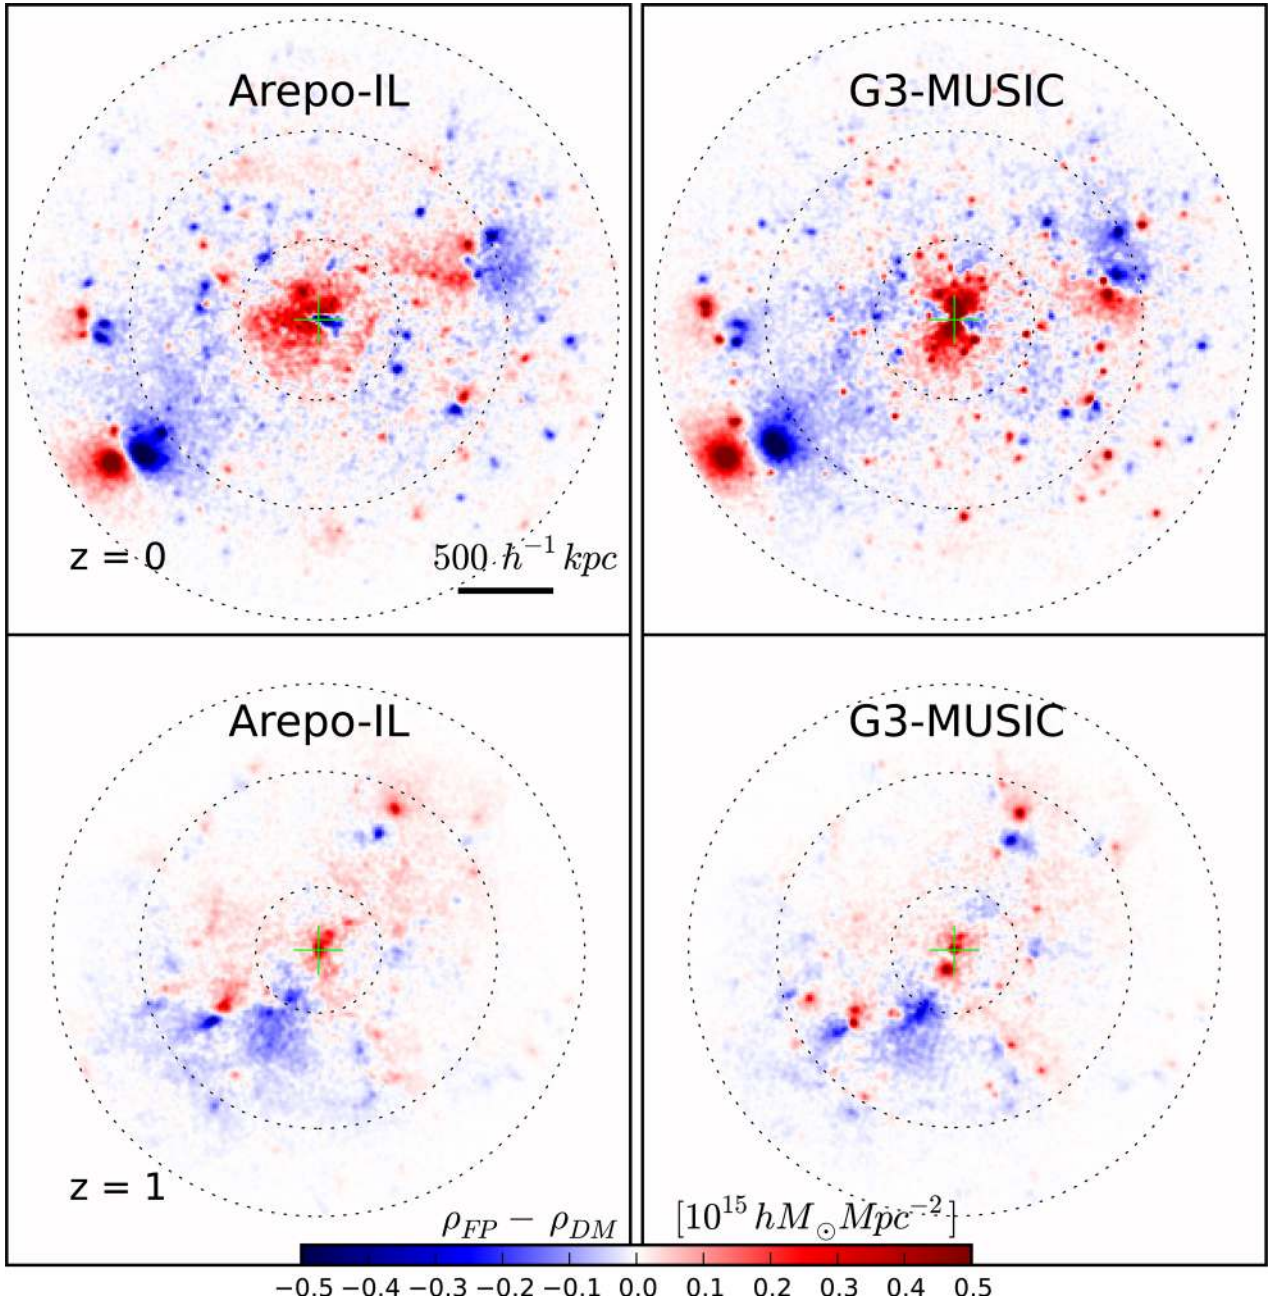 Arepo-IL G3-MUSIC
z = 0 500 ħ⁻¹ kpc
Arepo-IL G3-MUSIC
z = 1
ρ_FP − ρ_DM [10¹⁵ hM_⊙Mpc⁻²]
−0.5 −0.4 −0.3 −0.2 −0.1 0.0 0.1 0.2 0.3 0.4 0.5